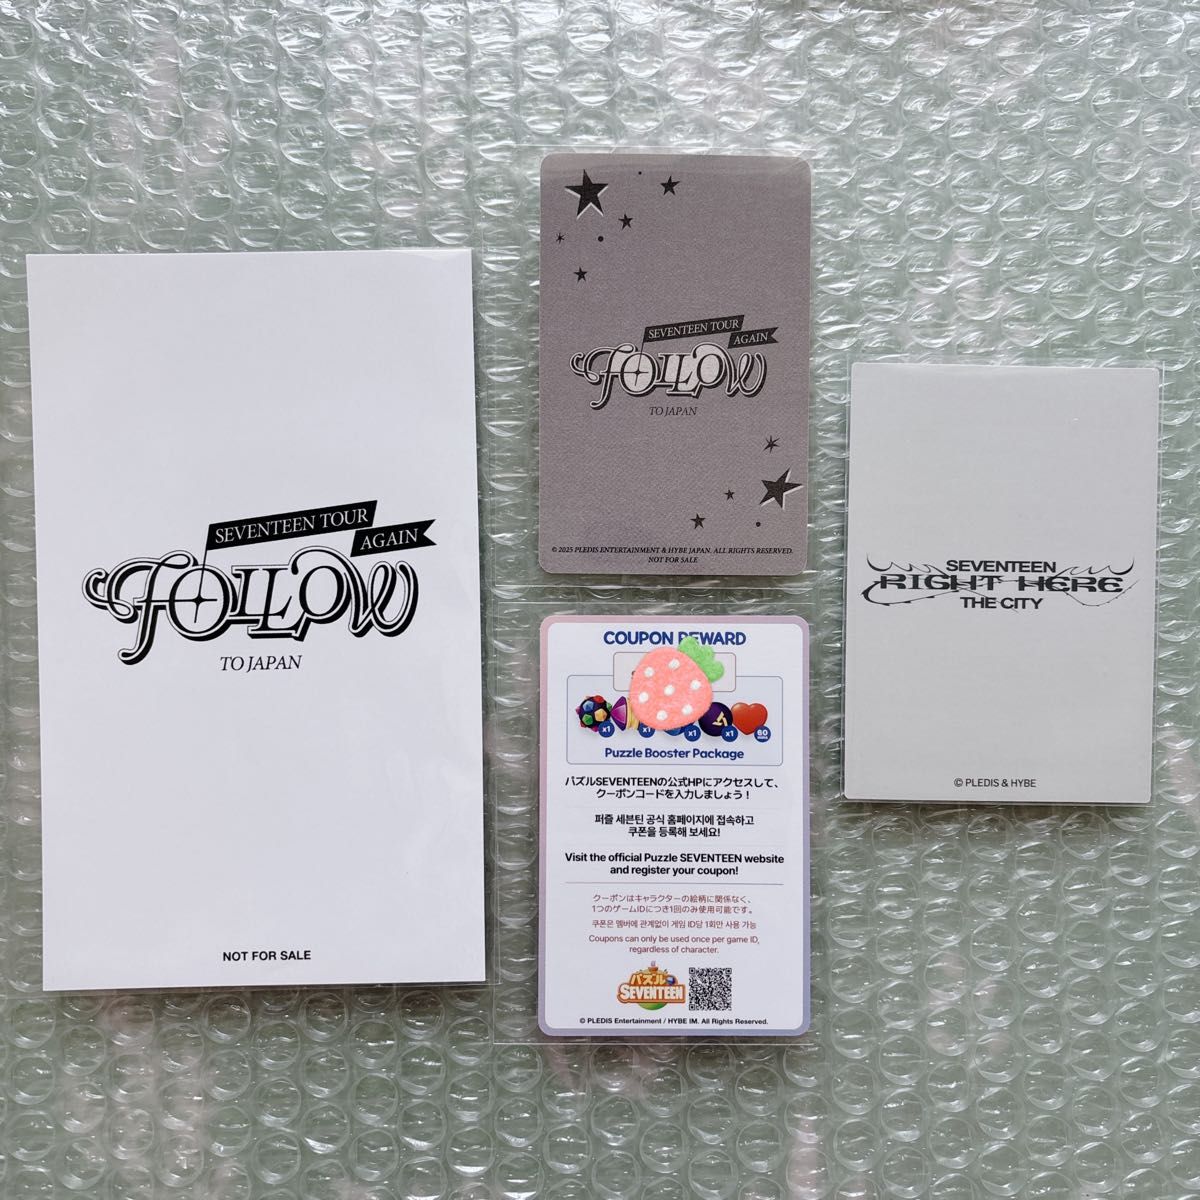 SEVENTEEN TOUR
AGAIN
FOLLOW
TO JAPAN
NOT FOR SALE
SEVENTEEN TOUR
AGAIN
FOLLOW
TO JAPAN
© 2025 PLEDIS ENTERTAINMENT & HYBE JAPAN. ALL RIGHTS RESERVED.
NOT FOR SALE
COUPON REWARD
x1
x1
x1
x1
60
mins
Puzzle Booster Package
パズルSEVENTEENの公式HPにアクセスして、
クーポンコードを入力しましょう！
퍼즐 세븐틴 공식 홈페이지에 접속하고
쿠폰을 등록해 보세요!
Visit the official Puzzle SEVENTEEN website
and register your coupon!
クーポンはキャラクターの絵柄に関係なく、
1つのゲームIDにつき1回のみ使用可能です。
쿠폰은 멤버에 관계없이 게임 ID당 1회만 사용 가능
Coupons can only be used once per game ID,
regardless of character.
パズル
SEVENTEEN
© PLEDIS Entertainment / HYBE IM. All Rights Reserved.
SEVENTEEN
RIGHT HERE
THE CITY
© PLEDIS & HYBE